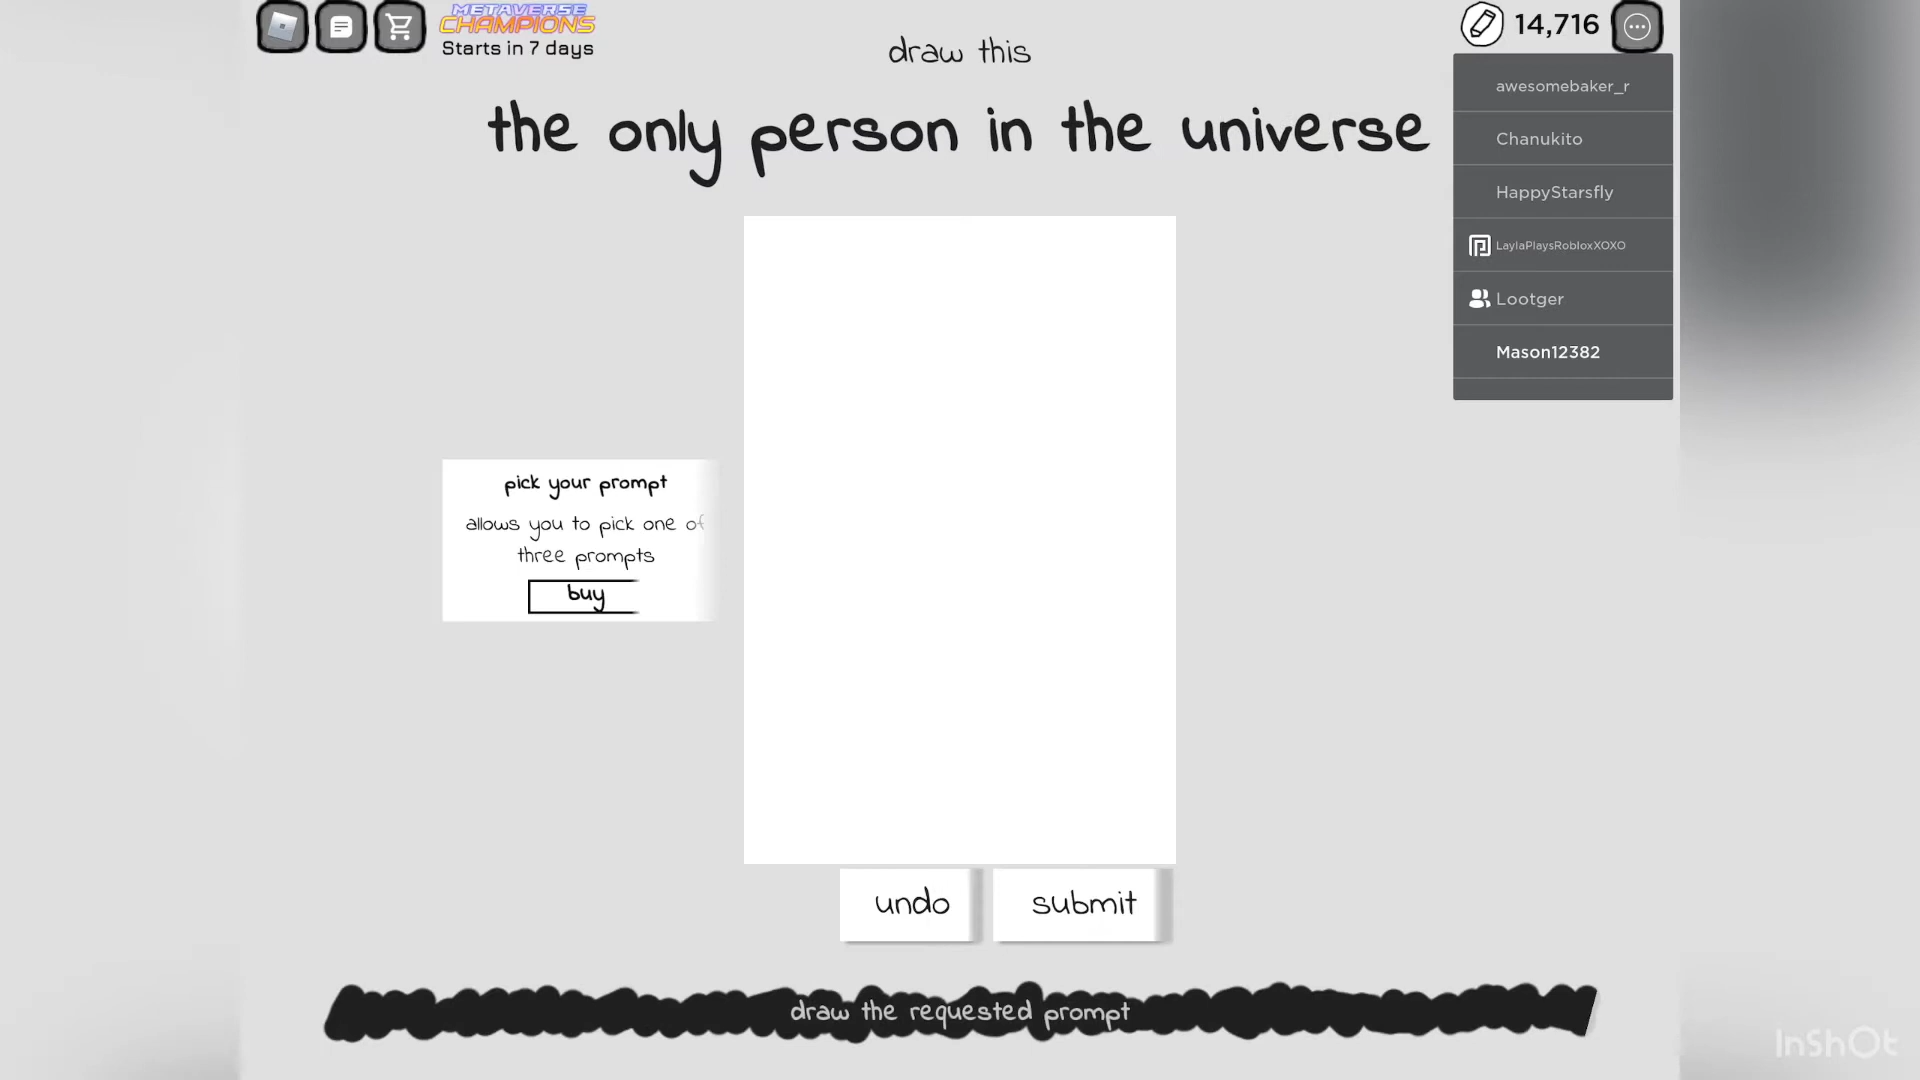 METAVERSE
CHAMPIONS
Starts in 7 days
draw this
14,716
the only person in the universe
awesomebaker_r
Chanukito
HappyStarsfly
LaylaPlaysRobloxXOXO
Lootger
Mason12382
pick your prompt
allows you to pick one of
three prompts
buy
undo
submit
draw the requested prompt
InShOt